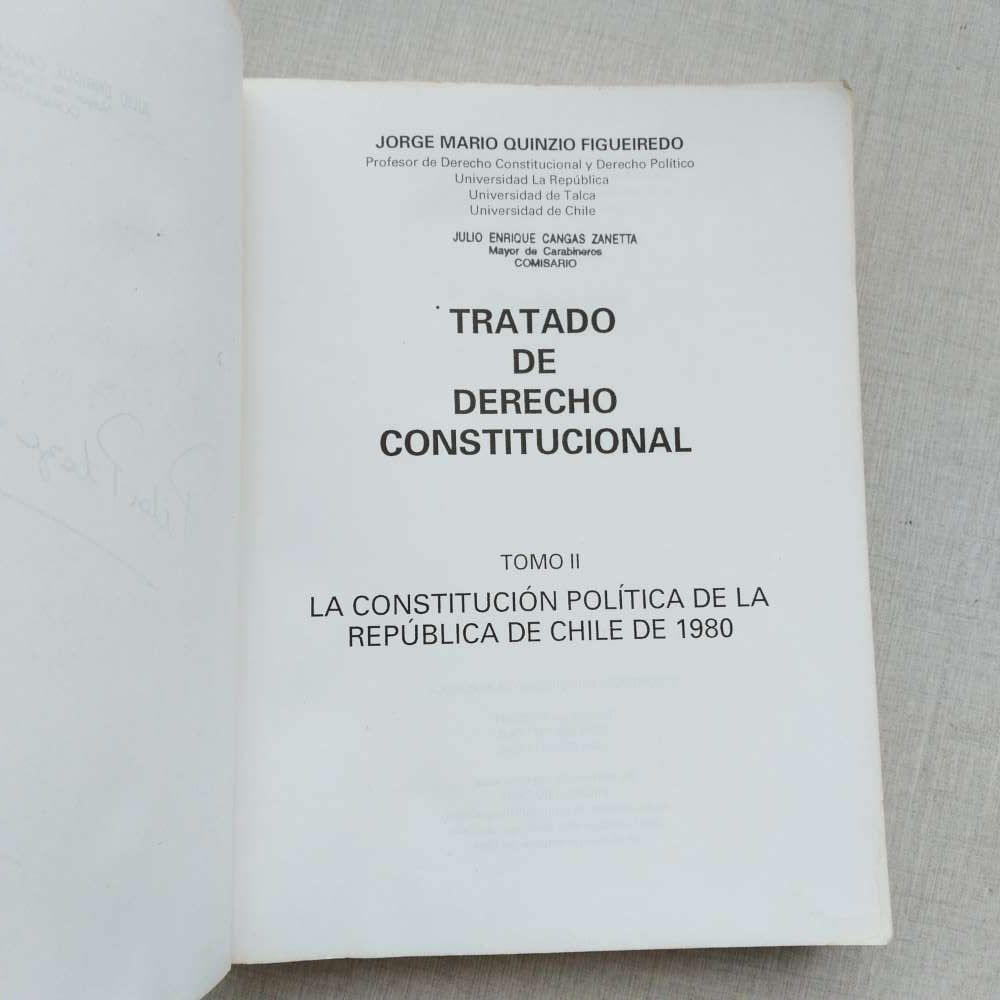 JORGE MARIO QUINZIO FIGUEIREDO
Profesor de Derecho Constitucional y Derecho Político
Universidad La República
Universidad de Talca
Universidad de Chile
JULIO ENRIQUE CANGAS ZANETTA
Mayor de Carabineros
COMISARIO
TRATADO
DE
DERECHO
CONSTITUCIONAL
TOMO II
LA CONSTITUCIÓN POLÍTICA DE LA
REPÚBLICA DE CHILE DE 1980